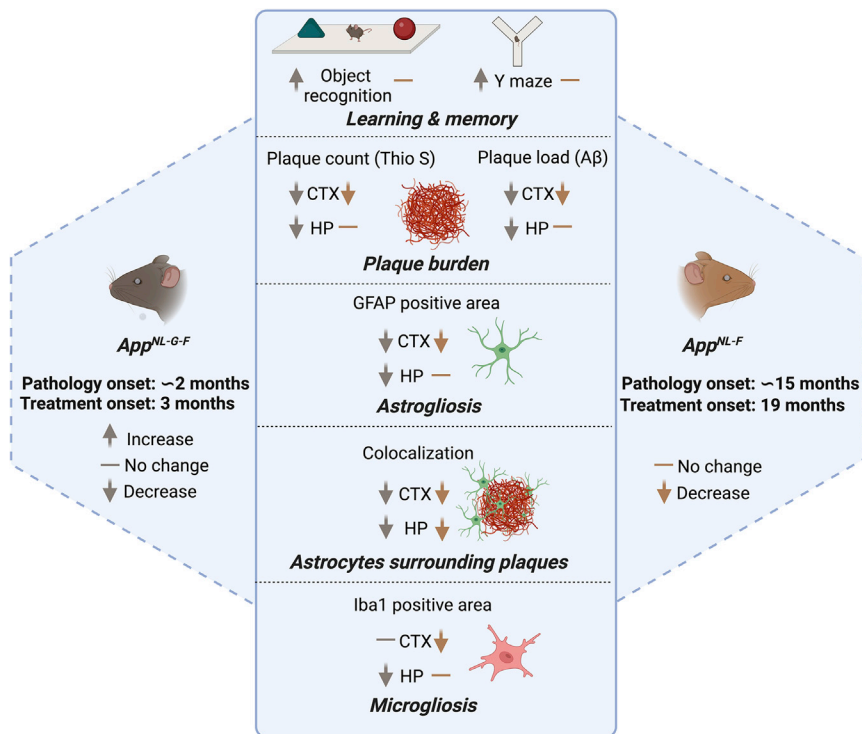 Object
recognition
Y maze
Learning & memory
Plaque count (Thio S)
Plaque load (Aβ)
CTX
CTX
HP
HP
Plaque burden
GFAP positive area
CTX
HP
Astrogliosis
Colocalization
CTX
HP
Astrocytes surrounding plaques
Iba1 positive area
CTX
HP
Microgliosis
App^NL-G-F
Pathology onset: ∽2 months
Treatment onset: 3 months
Increase
No change
Decrease
App^NL-F
Pathology onset: ∽15 months
Treatment onset: 19 months
No change
Decrease